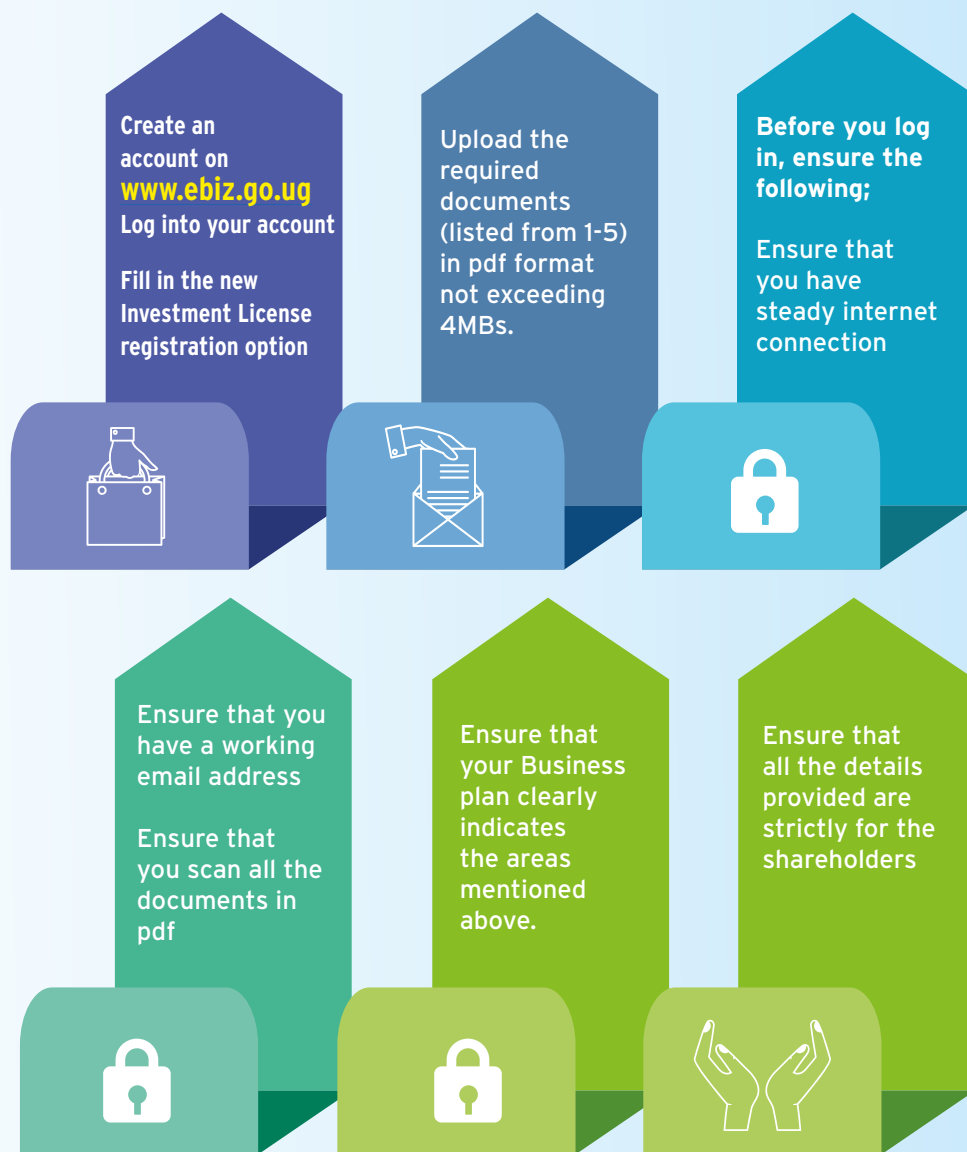 Create an
account on
www.ebiz.go.ug
Log into your account
Fill in the new
Investment License
registration option
Upload the
required
documents
(listed from 1-5)
in pdf format
not exceeding
4MBs.
Before you log
in, ensure the
following;
Ensure that
you have
steady internet
connection
Ensure that you
have a working
email address
Ensure that
you scan all the
documents in
pdf
Ensure that
your Business
plan clearly
indicates
the areas
mentioned
above.
Ensure that
all the details
provided are
strictly for the
shareholders